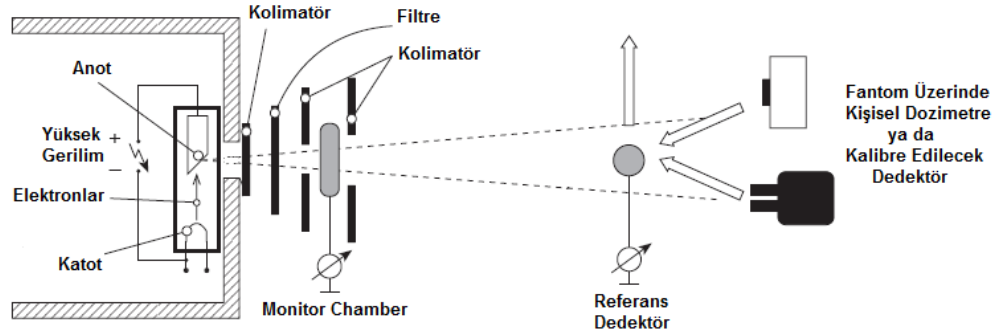 Kolimatör
Filtre
Kolimatör
Anot
Yüksek
Gerilim
+
−
Elektronlar
Katot
Monitor Chamber
Referans
Dedektör
Fantom Üzerinde
Kişisel Dozimetre
ya da
Kalibre Edilecek
Dedektör